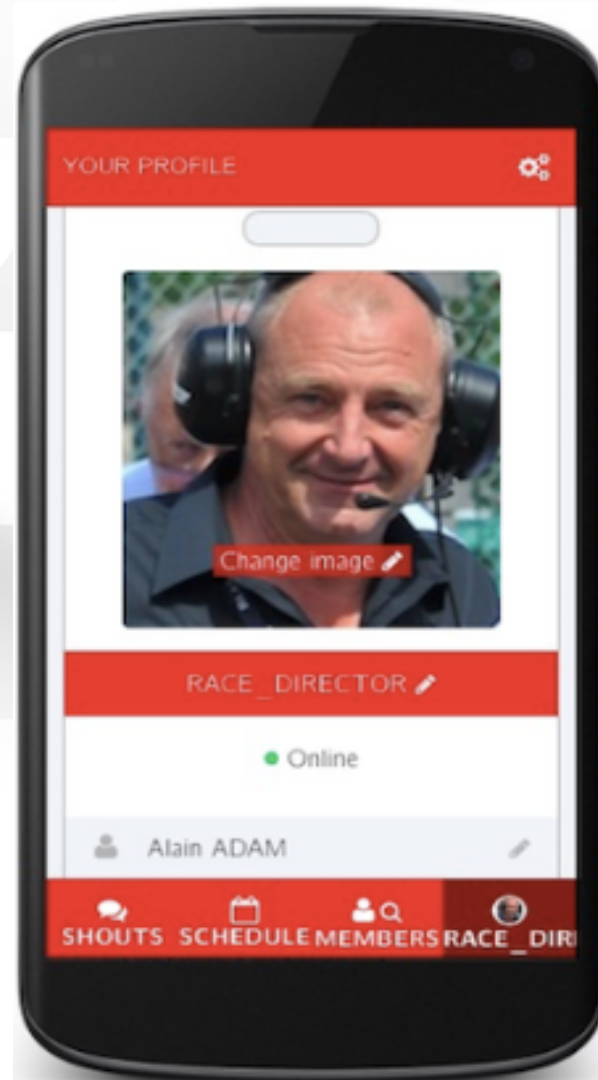 YOUR PROFILE
Change image
RACE_DIRECTOR
Online
Alain ADAM
SHOUTS SCHEDULE MEMBERS RACE_DIR